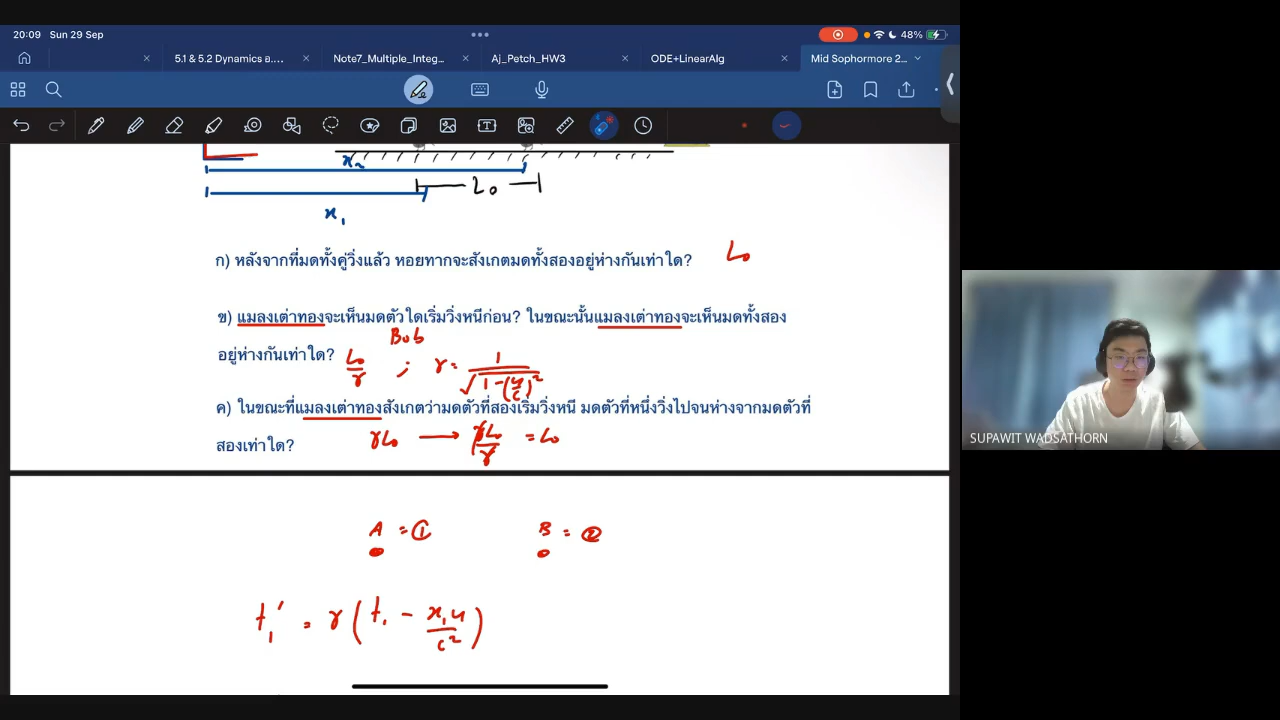 20:09 Sun 29 Sep
48%
5.1 & 5.2 Dynamics a....
Note7_Multiple_Integ...
Aj_Petch_HW3
ODE+LinearAlg
Mid Sophormore 2...
x₂
L₀
x₁
ก) หลังจากที่มดทั้งคู่วิ่งแล้ว หอยทากจะสังเกตมดทั้งสองอยู่ห่างกันเท่าใด? L₀
ข) แมลงเต่าทองจะเห็นมดตัวใดเริ่มวิ่งหนีก่อน? ในขณะนั้นแมลงเต่าทองจะเห็นมดทั้งสอง
Bob
อยู่ห่างกันเท่าใด? L₀/γ ; γ = 1/√(1-(u/c)²)
ค) ในขณะที่แมลงเต่าทองสังเกตว่ามดตัวที่สองเริ่มวิ่งหนี มดตัวที่หนึ่งวิ่งไปจนห่างจากมดตัวที่
สองเท่าใด? γL₀ → γL₀/γ = L₀
A = ① B = ②
t₁' = γ(t₁ - x₁u/c²)
SUPAWIT WADSATHORN